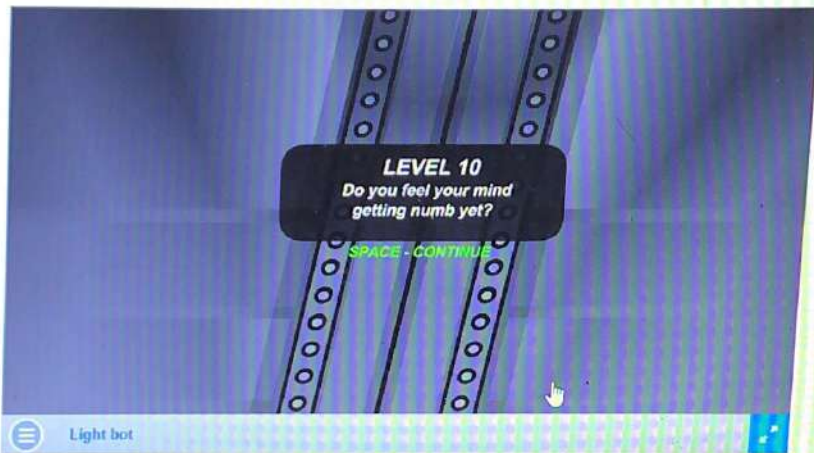 LEVEL 10
Do you feel your mind
getting numb yet?
SPACE - CONTINUE
Light bot